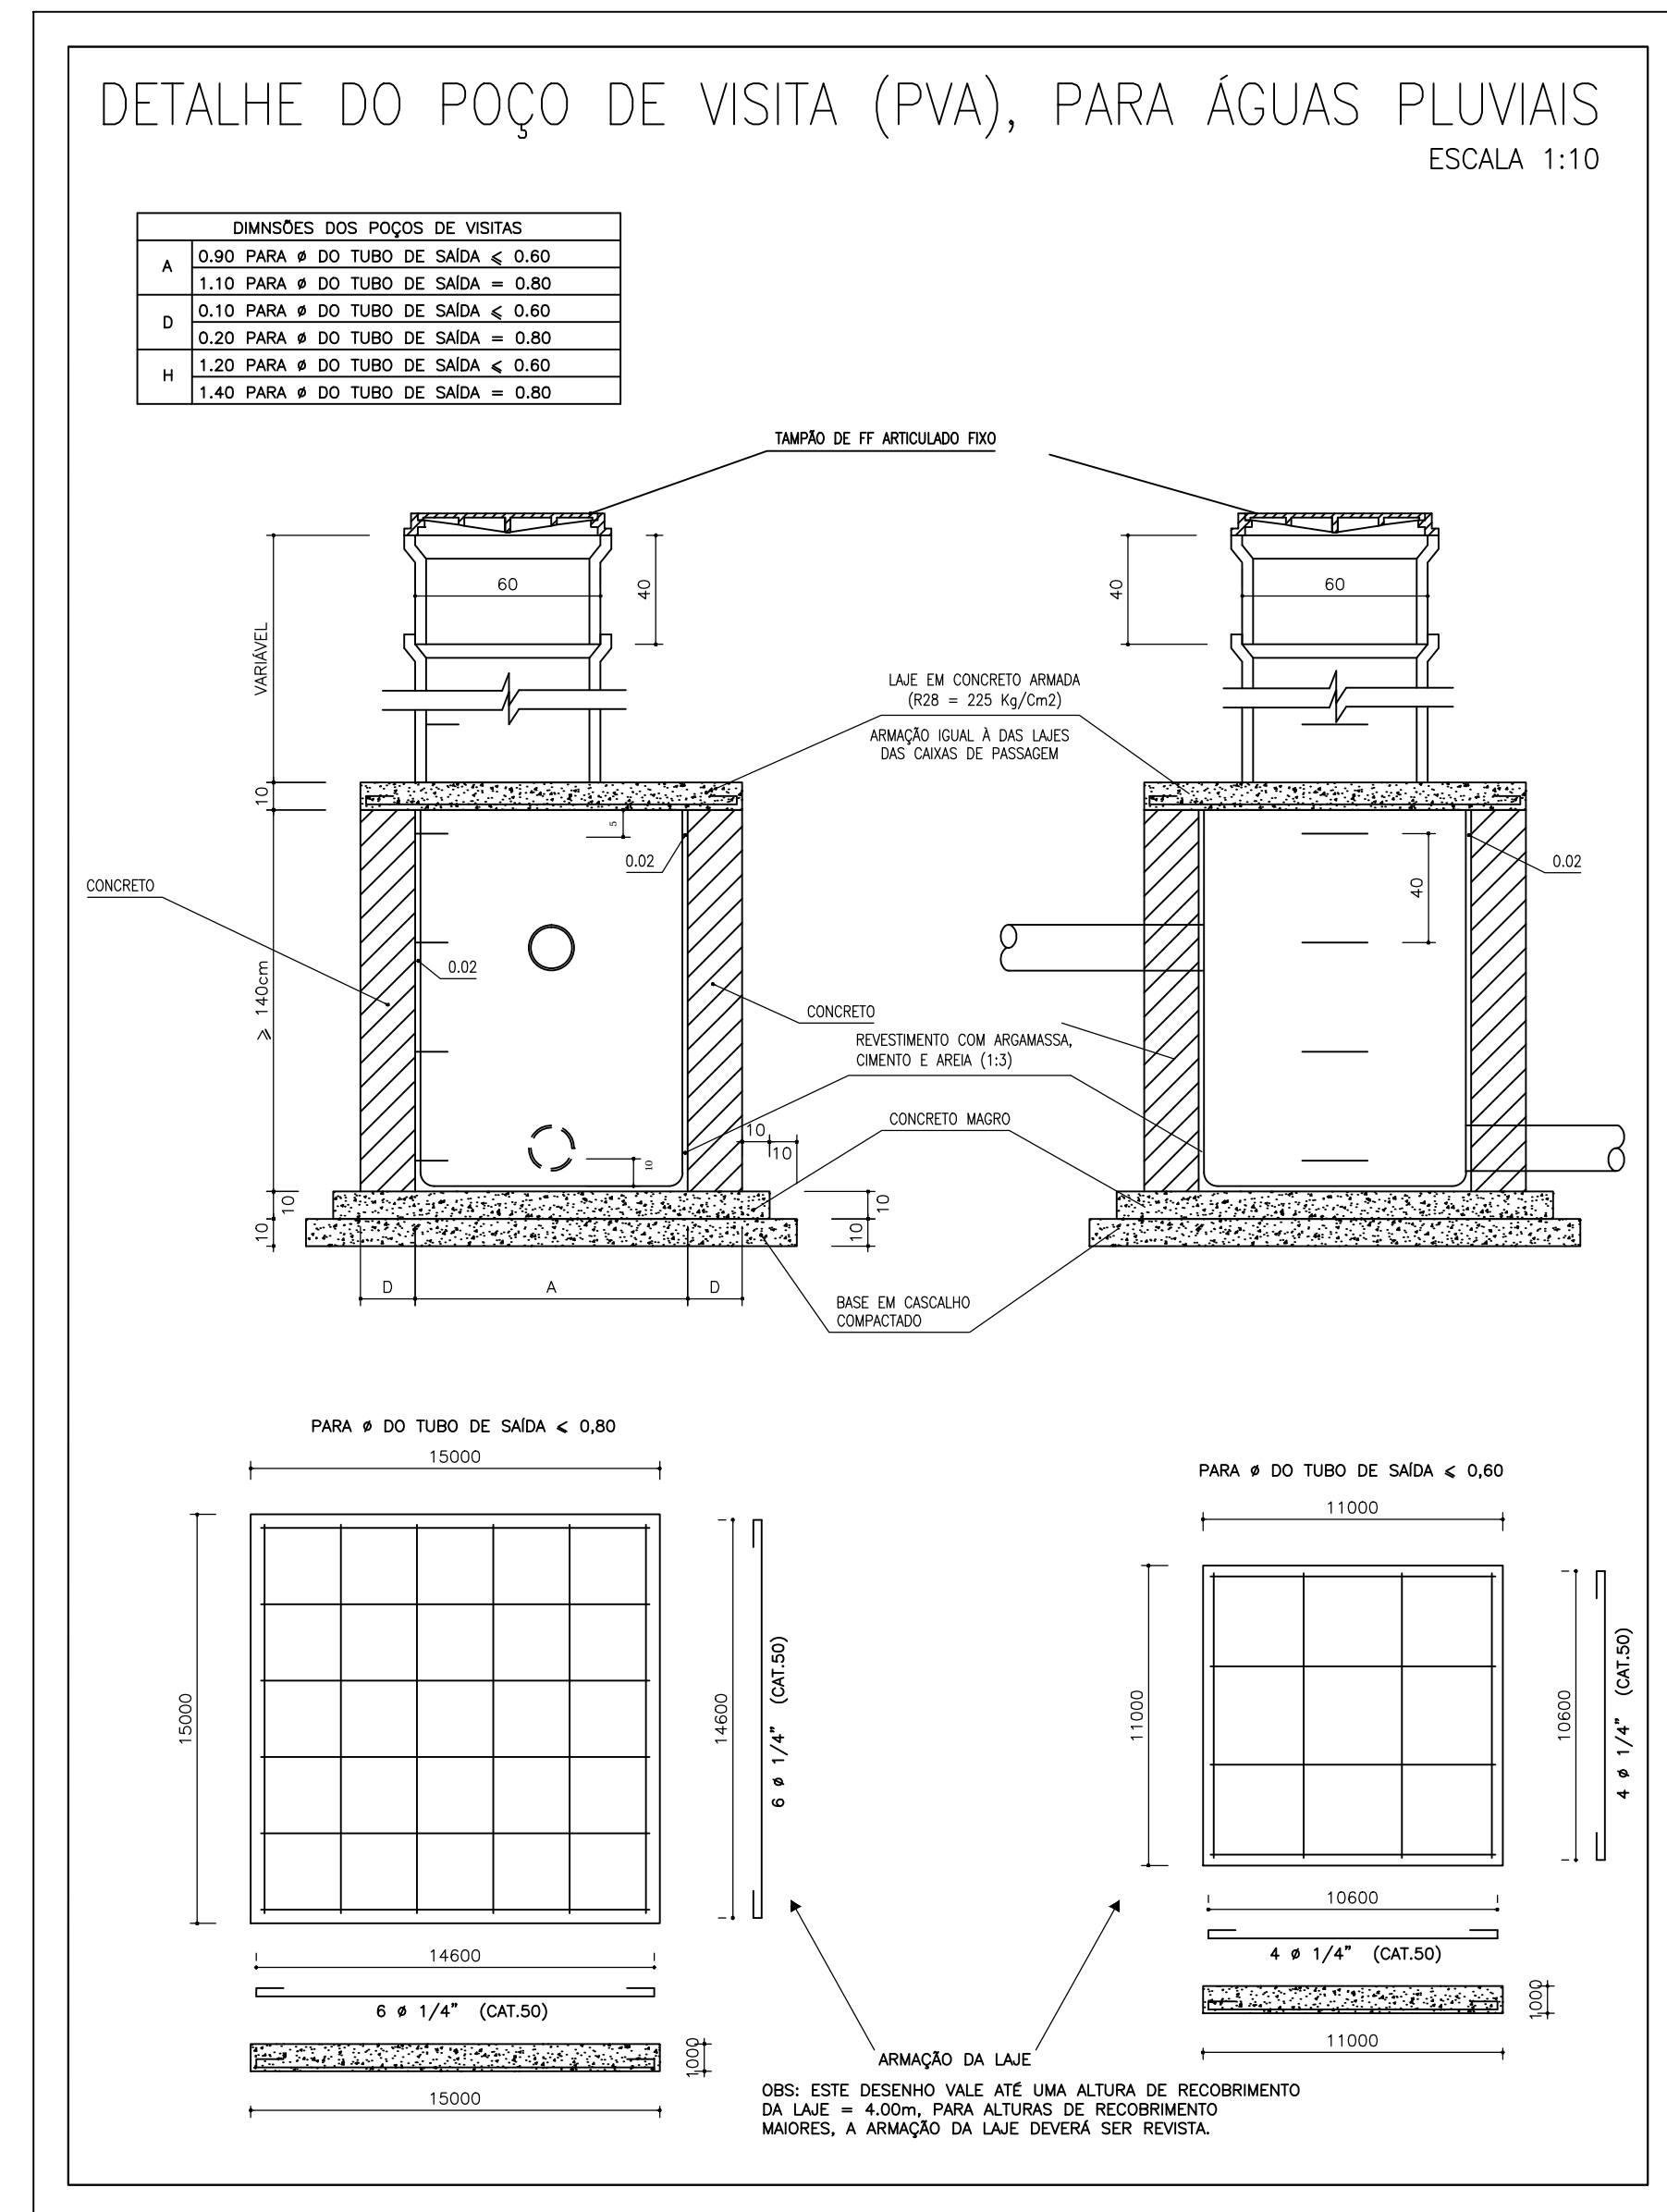 DETALHE DO POÇO DE VISITA (PVA), PARA ÁGUAS PLUVIAIS
ESCALA 1:10
DIMNSÕES DOS POÇOS DE VISITAS
A
0.90 PARA ø DO TUBO DE SAÍDA ⩽ 0.60
1.10 PARA ø DO TUBO DE SAÍDA = 0.80
D
0.10 PARA ø DO TUBO DE SAÍDA ⩽ 0.60
0.20 PARA ø DO TUBO DE SAÍDA = 0.80
H
1.20 PARA ø DO TUBO DE SAÍDA ⩽ 0.60
1.40 PARA ø DO TUBO DE SAÍDA = 0.80
TAMPÃO DE FF ARTICULADO FIXO
60
40
VARIÁVEL
40
60
LAJE EM CONCRETO ARMADA
(R28 = 225 Kg/Cm2)
ARMAÇÃO IGUAL À DAS LAJES
DAS CAIXAS DE PASSAGEM
10
5
0.02
0.02
40
CONCRETO
⩾ 140cm
0.02
CONCRETO
REVESTIMENTO COM ARGAMASSA,
CIMENTO E AREIA (1:3)
CONCRETO MAGRO
10
10
10
10
10
10
10
D
A
D
BASE EM CASCALHO
COMPACTADO
PARA ø DO TUBO DE SAÍDA ⩽ 0,80
15000
15000
14600
6 ø 1/4" (CAT.50)
14600
6 ø 1/4" (CAT.50)
1000
15000
PARA ø DO TUBO DE SAÍDA ⩽ 0,60
11000
11000
10600
4 ø 1/4" (CAT.50)
10600
4 ø 1/4" (CAT.50)
1000
11000
ARMAÇÃO DA LAJE
OBS: ESTE DESENHO VALE ATÉ UMA ALTURA DE RECOBRIMENTO
DA LAJE = 4.00m, PARA ALTURAS DE RECOBRIMENTO
MAIORES, A ARMAÇÃO DA LAJE DEVERÁ SER REVISTA.